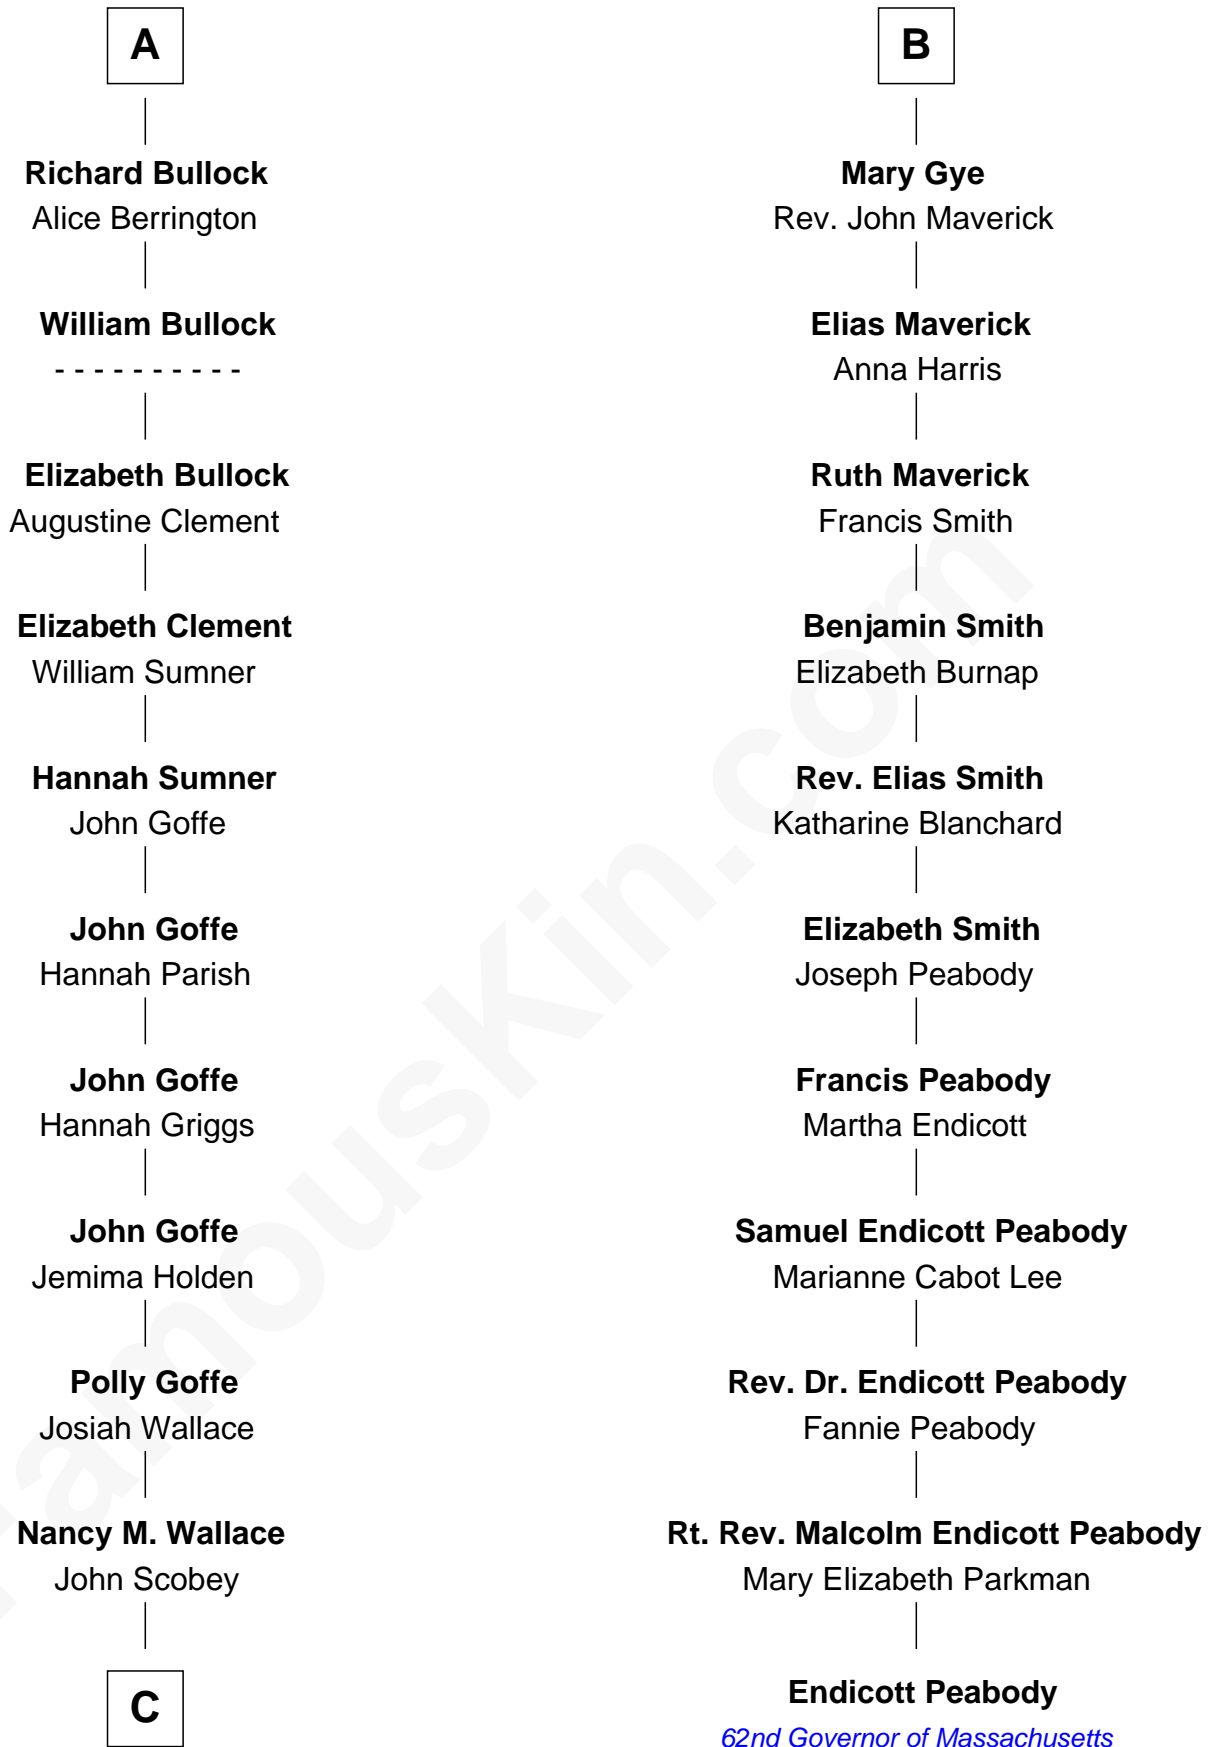 A
Richard Bullock
Alice Berrington
William Bullock
- - - - - - - - - -
Elizabeth Bullock
Augustine Clement
Elizabeth Clement
William Sumner
Hannah Sumner
John Goffe
John Goffe
Hannah Parish
John Goffe
Hannah Griggs
John Goffe
Jemima Holden
Polly Goffe
Josiah Wallace
Nancy M. Wallace
John Scobey
C
B
Mary Gye
Rev. John Maverick
Elias Maverick
Anna Harris
Ruth Maverick
Francis Smith
Benjamin Smith
Elizabeth Burnap
Rev. Elias Smith
Katharine Blanchard
Elizabeth Smith
Joseph Peabody
Francis Peabody
Martha Endicott
Samuel Endicott Peabody
Marianne Cabot Lee
Rev. Dr. Endicott Peabody
Fannie Peabody
Rt. Rev. Malcolm Endicott Peabody
Mary Elizabeth Parkman
Endicott Peabody
62nd Governor of Massachusetts
FamousKin.com